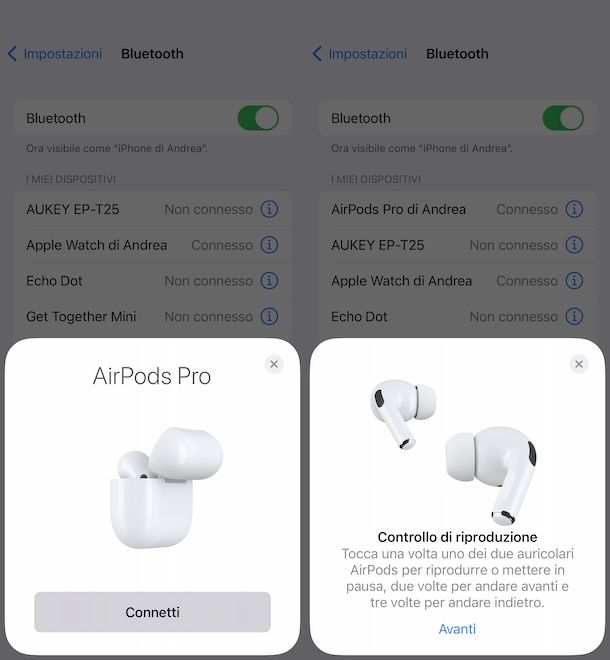 Impostazioni Bluetooth
Bluetooth
Ora visibile come “iPhone di Andrea”.
I MIEI DISPOSITIVI
AUKEY EP-T25 Non connesso
Apple Watch di Andrea Connesso
Echo Dot Non connesso
Get Together Mini Non connesso
AirPods Pro
Connetti
Impostazioni Bluetooth
Bluetooth
Ora visibile come “iPhone di Andrea”.
I MIEI DISPOSITIVI
AirPods Pro di Andrea Connesso
AUKEY EP-T25 Non connesso
Apple Watch di Andrea Connesso
Echo Dot Non connesso
Controllo di riproduzione
Tocca una volta uno dei due auricolari
AirPods per riprodurre o mettere in
pausa, due volte per andare avanti e
tre volte per andare indietro.
Avanti